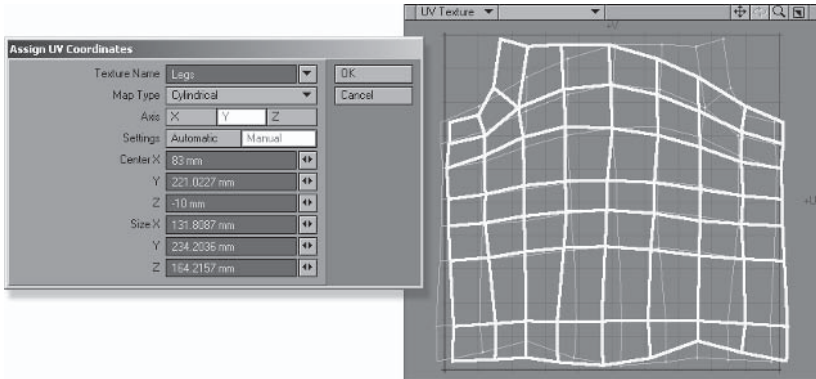 UV Texture
+V
Assign UV Coordinates
Texture Name Legs OK
Map Type Cylindrical Cancel
Axis X Y Z
Settings Automatic Manual
Center X 83 mm
Y 221.0227 mm
Z -10 mm
Size X 131.8087 mm
Y 234.2036 mm
Z 164.2157 mm
+U